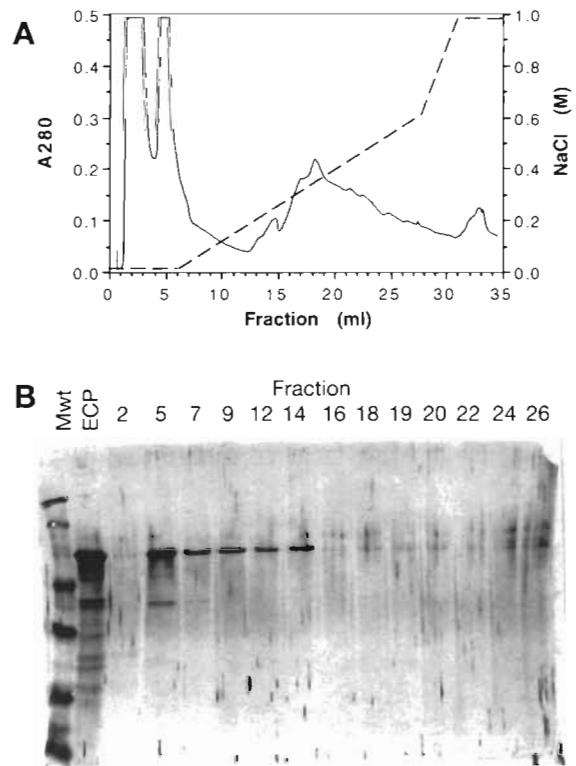 A
0.5
0.4
0.3
0.2
0.1
0.0
A280
1.0
0.8
0.6
0.4
0.2
0.0
NaCl (M)
0 5 10 15 20 25 30 35
Fraction (ml)
B
Mwt
ECP
Fraction
2 5 7 9 12 14 16 18 19 20 22 24 26